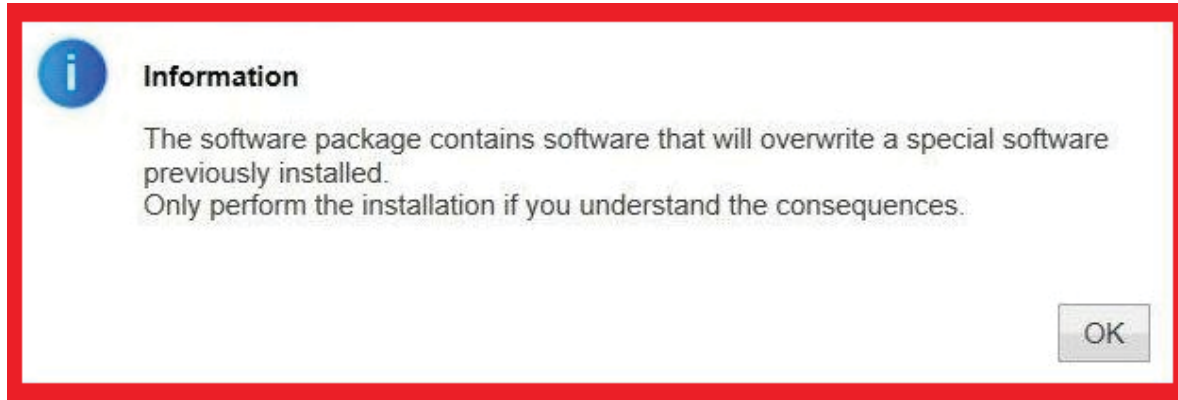 i
Information
The software package contains software that will overwrite a special software
previously installed.
Only perform the installation if you understand the consequences.
OK